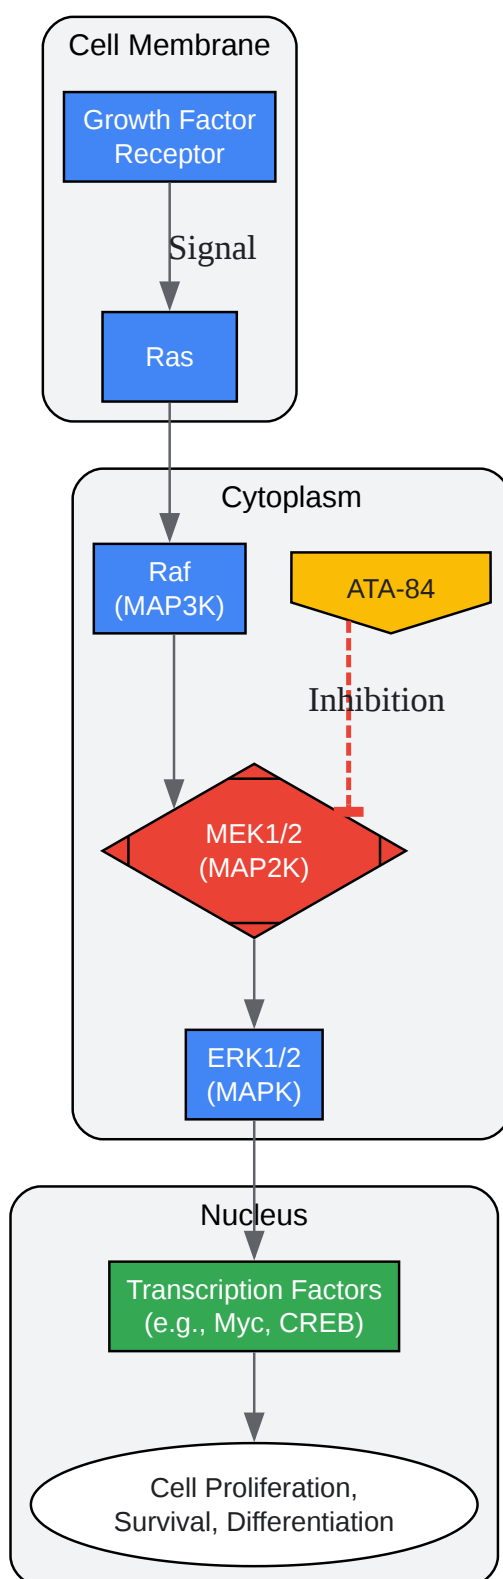 Cell Membrane
Growth Factor
Receptor
Signal
Ras
Cytoplasm
Raf
(MAP3K)
ATA-84
Inhibition
MEK1/2
(MAP2K)
ERK1/2
(MAPK)
Nucleus
Transcription Factors
(e.g., Myc, CREB)
Cell Proliferation,
Survival, Differentiation